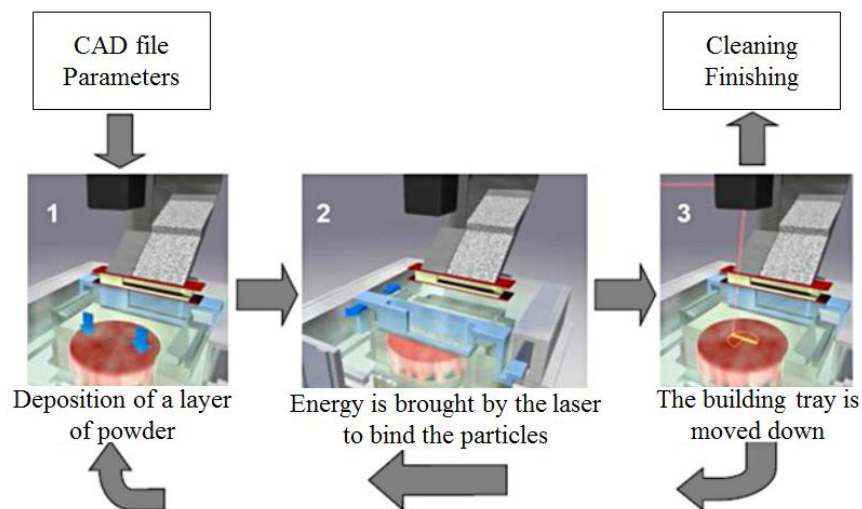 CAD file
Parameters
Cleaning
Finishing
1
2
3
Deposition of a layer
of powder
Energy is brought by the laser
to bind the particles
The building tray is
moved down